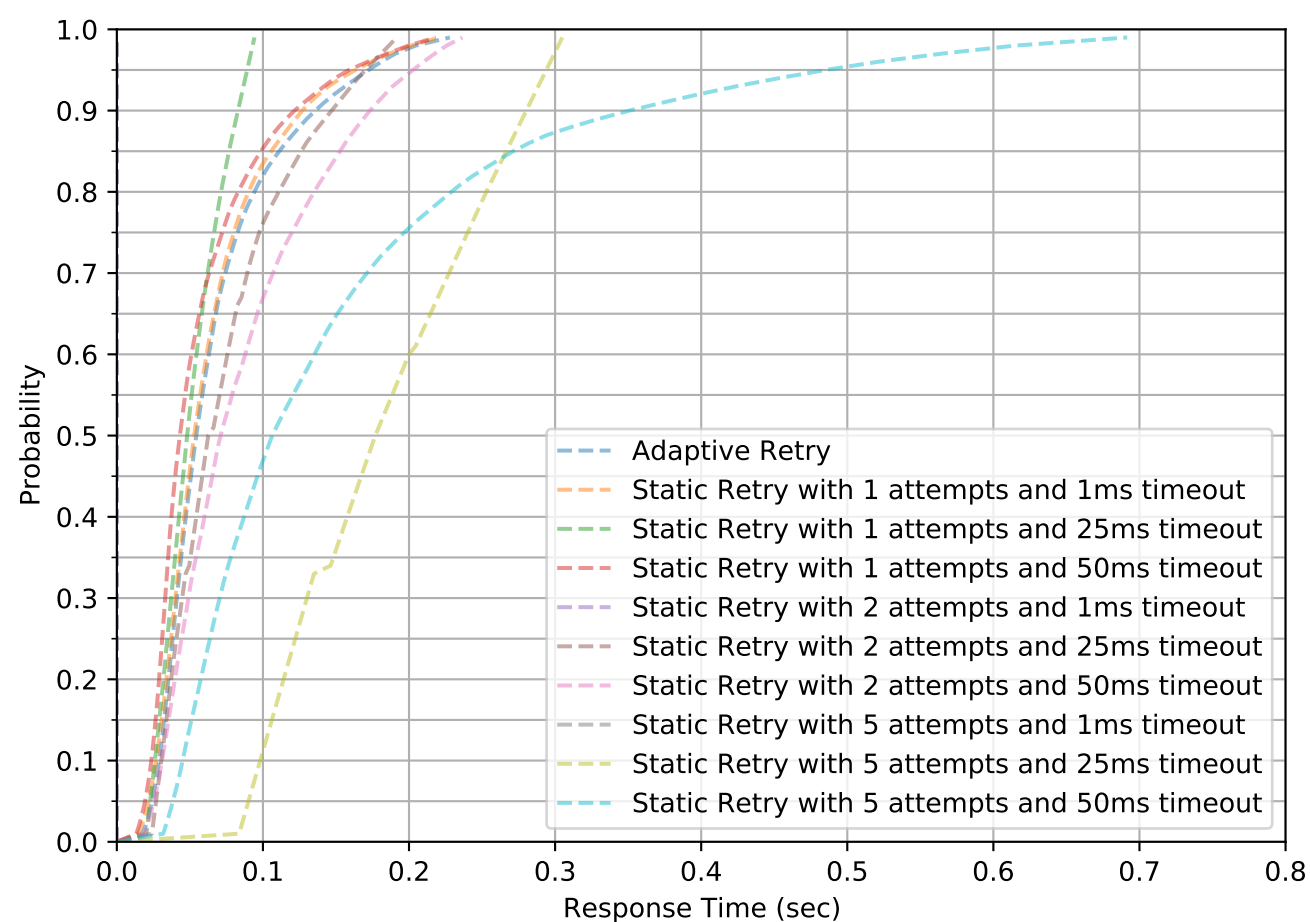 1.0
0.9
0.8
0.7
0.6
0.5
0.4
0.3
0.2
0.1
0.0
Probability
Adaptive Retry
Static Retry with 1 attempts and 1ms timeout
Static Retry with 1 attempts and 25ms timeout
Static Retry with 1 attempts and 50ms timeout
Static Retry with 2 attempts and 1ms timeout
Static Retry with 2 attempts and 25ms timeout
Static Retry with 2 attempts and 50ms timeout
Static Retry with 5 attempts and 1ms timeout
Static Retry with 5 attempts and 25ms timeout
Static Retry with 5 attempts and 50ms timeout
0.0 0.1 0.2 0.3 0.4 0.5 0.6 0.7 0.8
Response Time (sec)